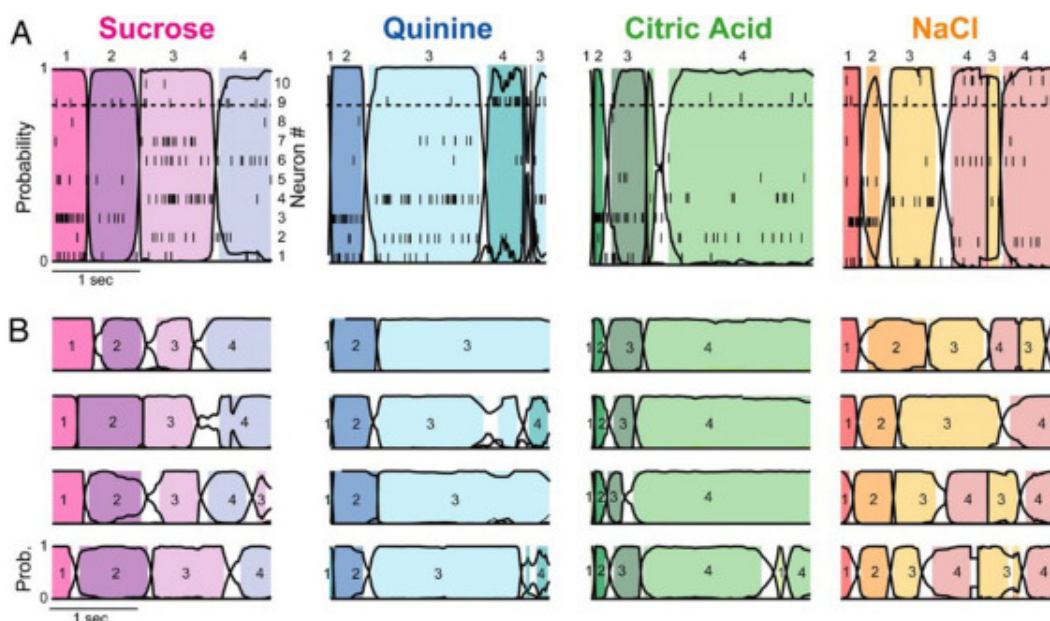 A Sucrose Quinine Citric Acid NaCl
1 2 3 4 1 2 3 4 3 1 2 3 4 1 2 3 4 3 4
1 10
9
8
7
6
5
4
3
2
0 1
Probability
Neuron #
1 sec
B
1 2 3 4 1 2 3 1 2 3 4 1 2 3 4 3
1 2 3 4 1 2 3 4 1 2 3 4 1 2 3 4
1 2 3 4 3 1 2 3 1 2 3 4 1 2 3 4 3
1 1 2 3 4 1 2 3 4 1 2 3 4 1 4 1 2 3 4 3
Prob.
0
1 sec